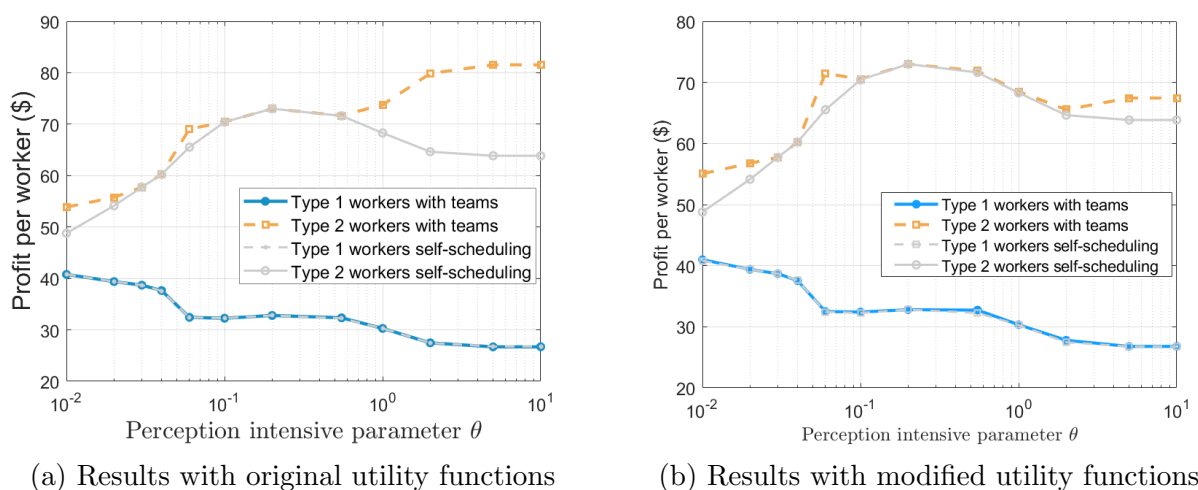 90
80
70
60
50
40
30
20
Profit per worker ($)
Type 1 workers with teams
Type 2 workers with teams
Type 1 workers self-scheduling
Type 2 workers self-scheduling
10^-2
10^-1
10^0
10^1
Perception intensive parameter θ
(a) Results with original utility functions
80
70
60
50
40
30
20
Profit per worker ($)
Type 1 workers with teams
Type 2 workers with teams
Type 1 workers self-scheduling
Type 2 workers self-scheduling
10^-2
10^-1
10^0
10^1
Perception intensive parameter θ
(b) Results with modified utility functions